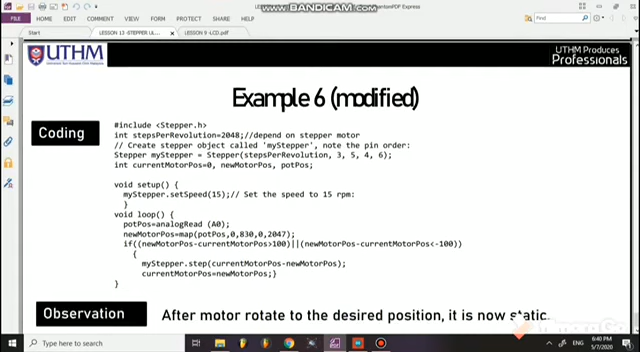 www.BANDICAM.com
PhantomPDF Express
FILE HOME EDIT COMMENT VIEW FORM PROTECT SHARE HELP
Find
Start LESSON 13 -STEPPER UL... LESSON 9 -LCD.pdf
UTHM
UTHM Produces
Professionals
Example 6 (modified)
Coding
#include <Stepper.h>
int stepsPerRevolution=2048;//depend on stepper motor
// Create stepper object called 'myStepper', note the pin order:
Stepper myStepper = Stepper(stepsPerRevolution, 3, 5, 4, 6);
int currentMotorPos=0, newMotorPos, potPos;
void setup() {
myStepper.setSpeed(15);// Set the speed to 15 rpm:
}
void loop() {
potPos=analogRead (A0);
newMotorPos=map(potPos,0,830,0,2047);
if((newMotorPos-currentMotorPos>100)||(newMotorPos-currentMotorPos<-100))
{
myStepper.step(currentMotorPos-newMotorPos);
currentMotorPos=newMotorPos;}
}
Observation
After motor rotate to the desired position, it is now static.
Type here to search
ENG
6:40 PM
5/7/2020